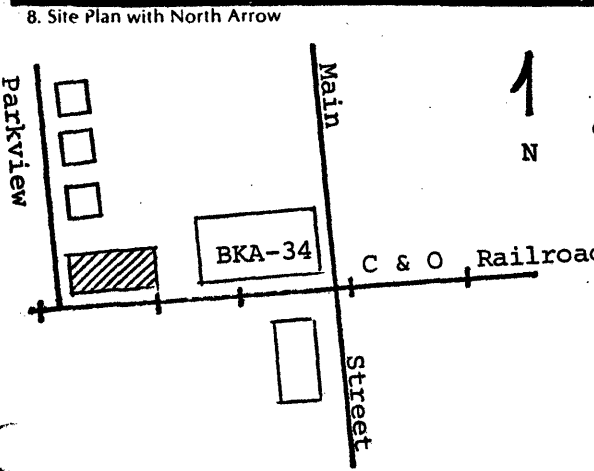 8. Site Plan with North Arrow
Parkview
Main
N
BKA-34
C & O Railroad
Street